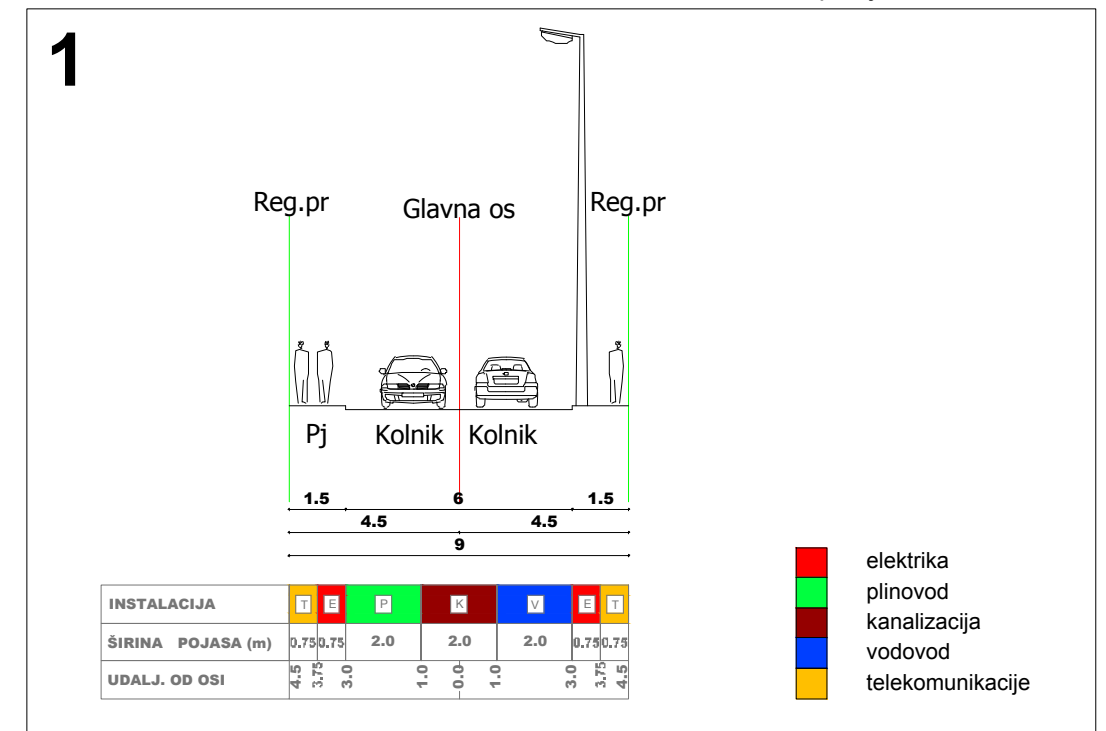 1
Reg.pr
Glavna os
Reg.pr
Pj
Kolnik
Kolnik
1.5
6
1.5
4.5
4.5
9
INSTALACIJA
T E P K V E T
ŠIRINA POJASA (m)
0.75 0.75 2.0 2.0 2.0 0.75 0.75
UDALJ. OD OSI
4.5 3.75 3.0 1.0 0.0 1.0 3.0 3.75 4.5
elektrika
plinovod
kanalizacija
vodovod
telekomunikacije